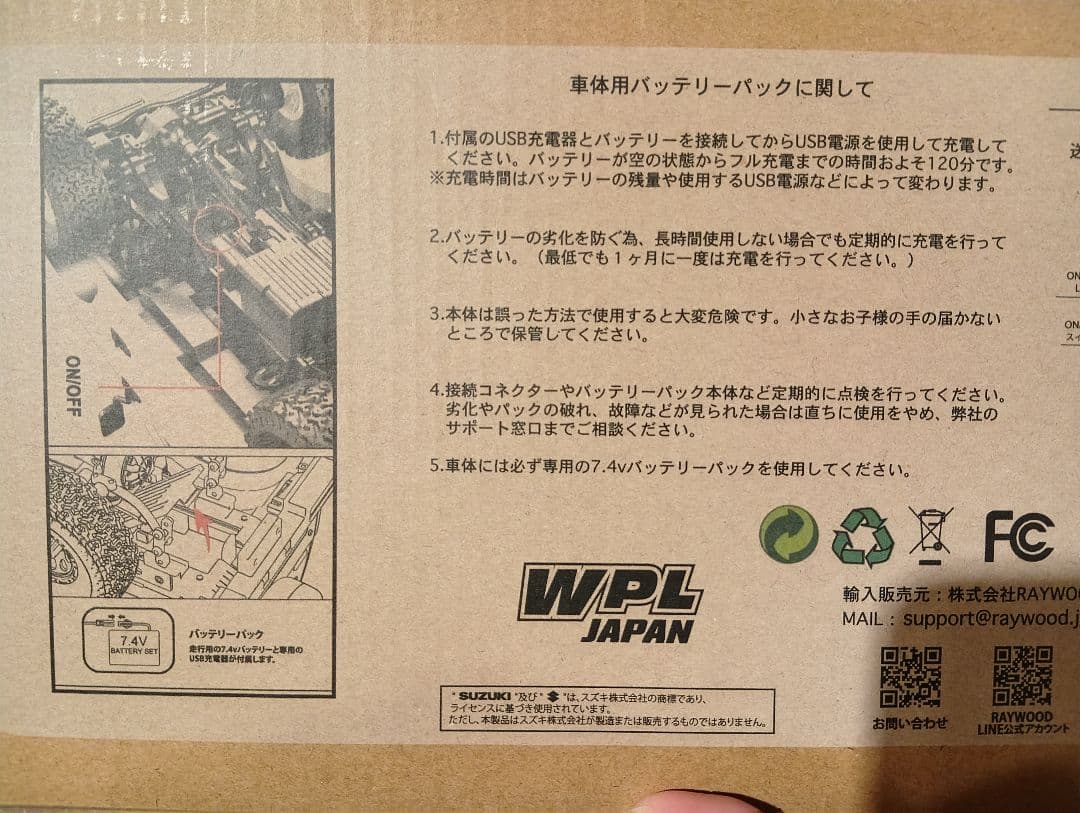 車体用バッテリーパックに関して
1.付属のUSB充電器とバッテリーを接続してからUSB電源を使用して充電して
ください。バッテリーが空の状態からフル充電までの時間およそ120分です。
※充電時間はバッテリーの残量や使用するUSB電源などによって変わります。
2.バッテリーの劣化を防ぐ為、長時間使用しない場合でも定期的に充電を行って
ください。（最低でも1ヶ月に一度は充電を行ってください。）
3.本体は誤った方法で使用すると大変危険です。小さなお子様の手の届かない
ところで保管してください。
4.接続コネクターやバッテリーパック本体など定期的に点検を行ってください。
劣化やパックの破れ、故障などが見られた場合は直ちに使用をやめ、弊社の
サポート窓口までご相談ください。
5.車体には必ず専用の7.4vバッテリーパックを使用してください。
ON/OFF
7.4V
BATTERY SET
バッテリーパック
走行用の7.4vバッテリーと専用の
USB充電器が付属します。
WPL
JAPAN
FC
輸入販売元：株式会社RAYWOO
MAIL：support@raywood.j
お問い合わせ
RAYWOOD
LINE公式アカウント
"SUZUKI"及び" "は、スズキ株式会社の商標であり、
ライセンスに基づき使用されています。
ただし、本製品はスズキ株式会社が製造または販売するものではありません。
送
ON
L
ON
スイ